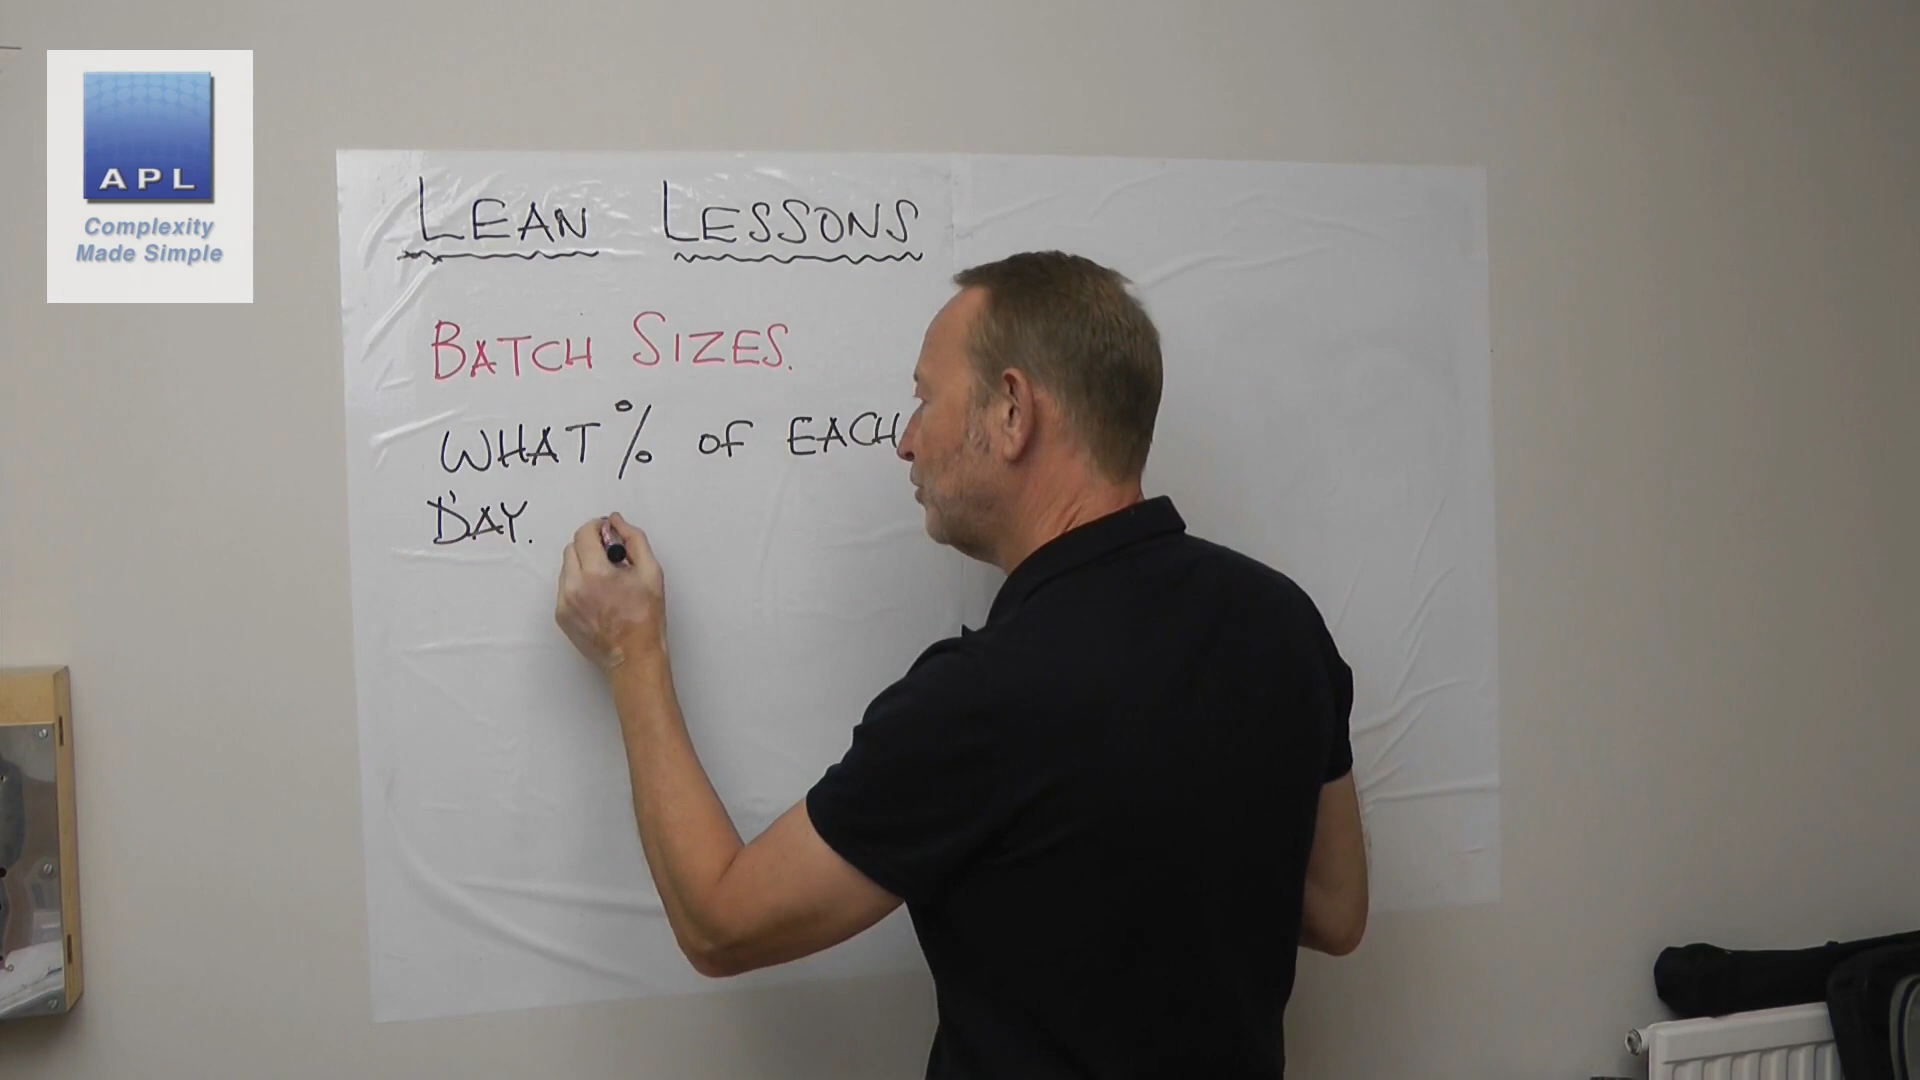 APL
Complexity
Made Simple
LEAN LESSONS
BATCH SIZES.
WHAT % OF EACH
DAY.